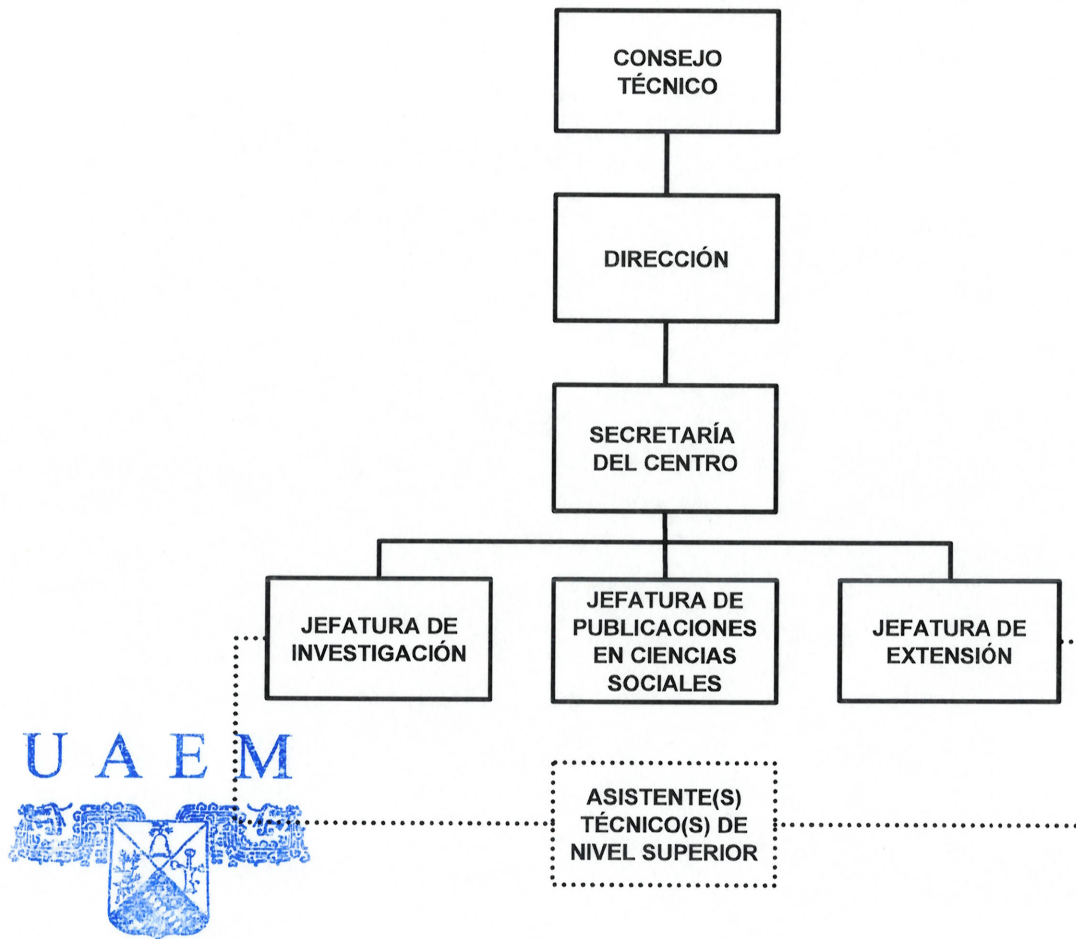 CONSEJO
TÉCNICO
DIRECCIÓN
SECRETARÍA
DEL CENTRO
JEFATURA DE
INVESTIGACIÓN
JEFATURA DE
PUBLICACIONES
EN CIENCIAS
SOCIALES
JEFATURA DE
EXTENSIÓN
UAEM
ASISTENTE(S)
TÉCNICO(S) DE
NIVEL SUPERIOR